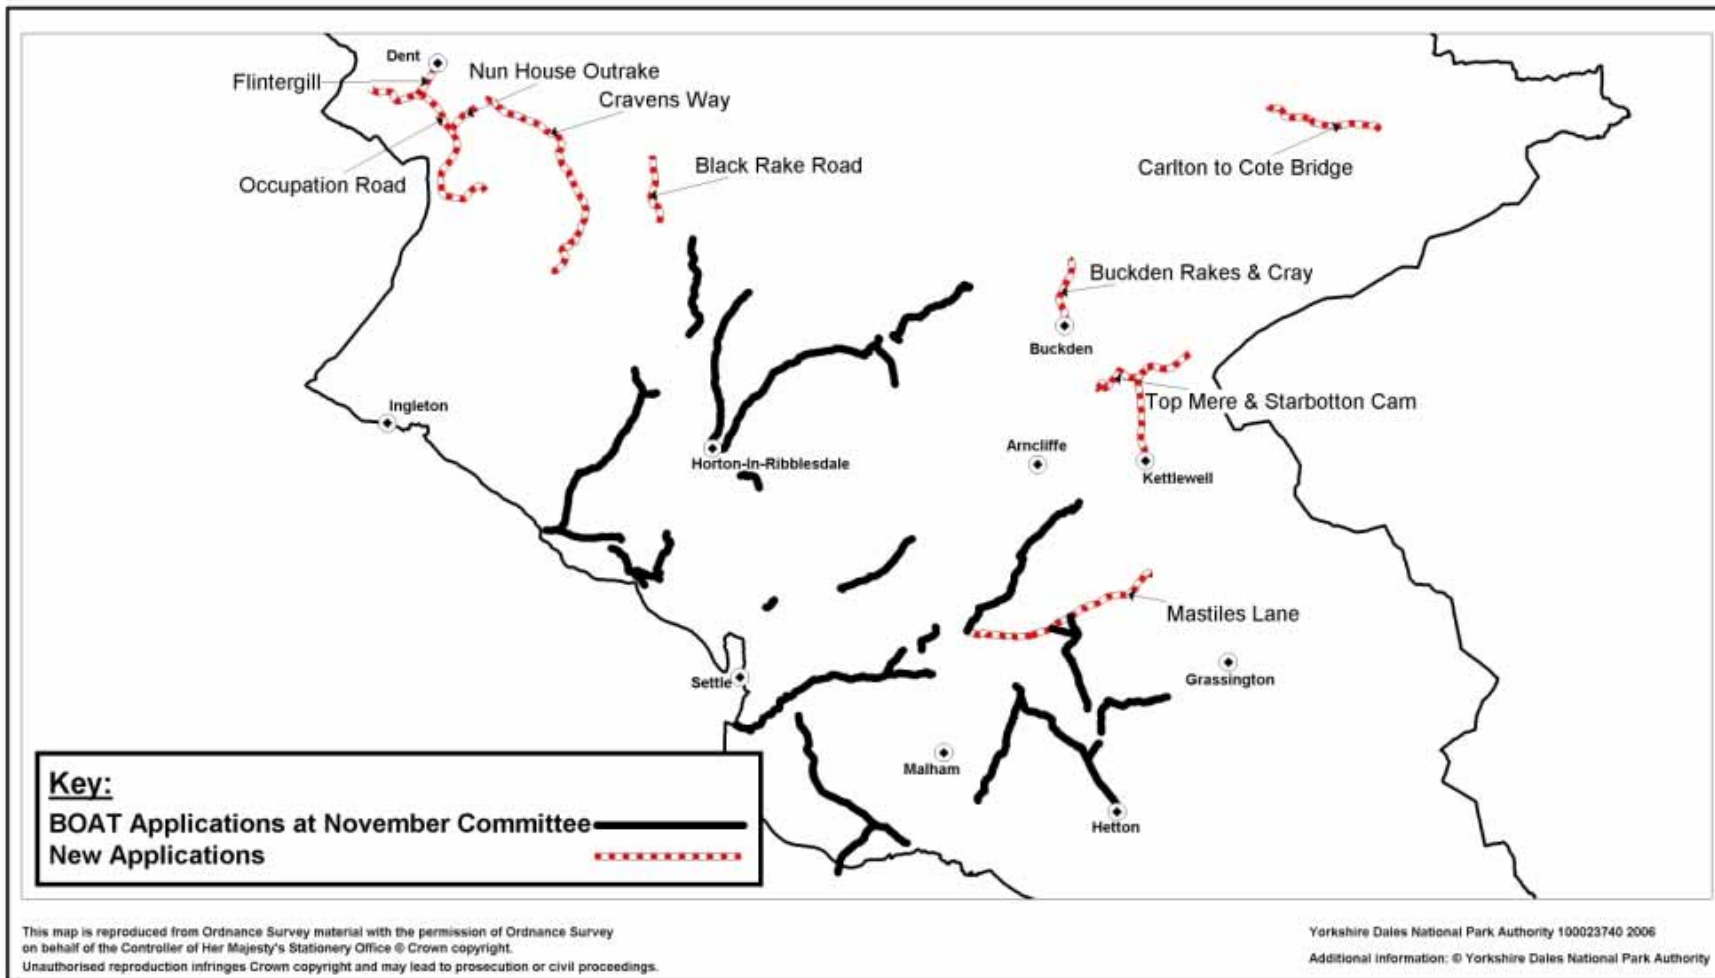 Dent
Flintergill
Nun House Outrake
Cravens Way
Occupation Road
Black Rake Road
Carlton to Cote Bridge
Buckden Rakes & Cray
Buckden
Top Mere & Starbotton Cam
Ingleton
Horton-In-Ribblesdale
Arncliffe
Kettlewell
Mastiles Lane
Settle
Grassington
Malham
Hetton
Key:
BOAT Applications at November Committee
New Applications
This map is reproduced from Ordnance Survey material with the permission of Ordnance Survey
on behalf of the Controller of Her Majesty's Stationery Office © Crown copyright.
Unauthorised reproduction infringes Crown copyright and may lead to prosecution or civil proceedings.
Yorkshire Dales National Park Authority 100023740 2006
Additional information: © Yorkshire Dales National Park Authority